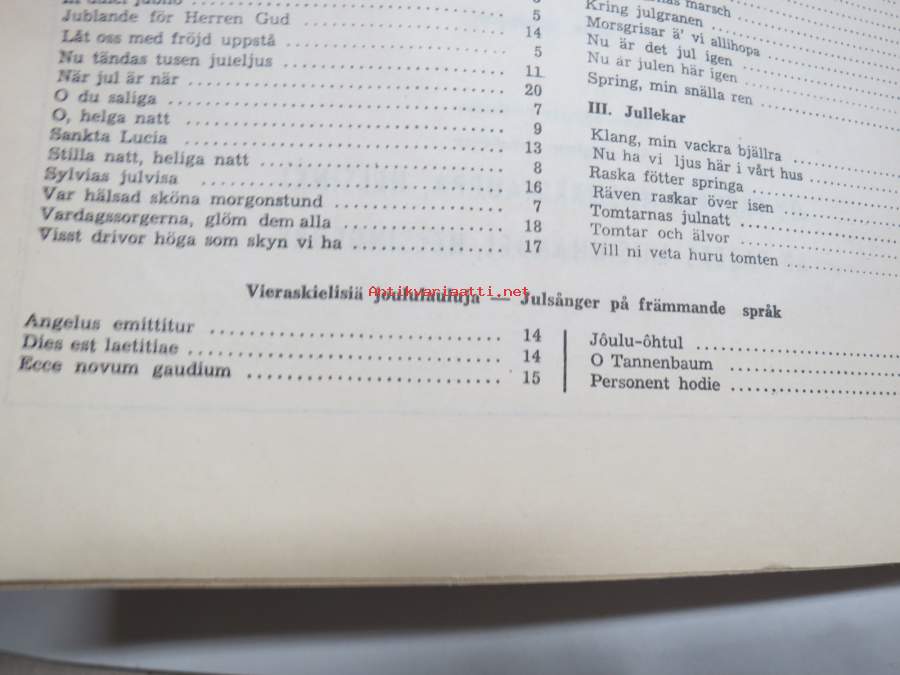 jubilo ........ 5
Jublande för Herren Gud ........ 14
Låt oss med fröjd uppstå ........ 5
Nu tändas tusen juleljus ........ 11
När jul är när ........ 20
O du saliga ........ 7
O, helga natt ........ 9
Sankta Lucia ........ 13
Stilla natt, heliga natt ........ 8
Sylvias julvisa ........ 16
Var hälsad sköna morgonstund ........ 7
Vardagssorgerna, glöm dem alla ........ 18
Visst drivor höga som skyn vi ha ........ 17
marsch
Kring julgranen
Morsgrisar ä' vi allihopa
Nu är det jul igen
Nu är julen här igen
Spring, min snälla ren
III. Jullekar
Klang, min vackra bjällra
Nu ha vi ljus här i vårt hus
Raska fötter springa
Räven raskar över isen
Tomtarnas julnatt
Tomtar och älvor
Vill ni veta huru tomten
Vieraskielisiä joululauluja — Julsånger på främmande språk
Antikvariaatti.net
Angelus emittitur ........ 14
Dies est laetitiae ........ 14
Ecce novum gaudium ........ 15
Jôulu-ôhtul ........
O Tannenbaum ........
Personent hodie ........